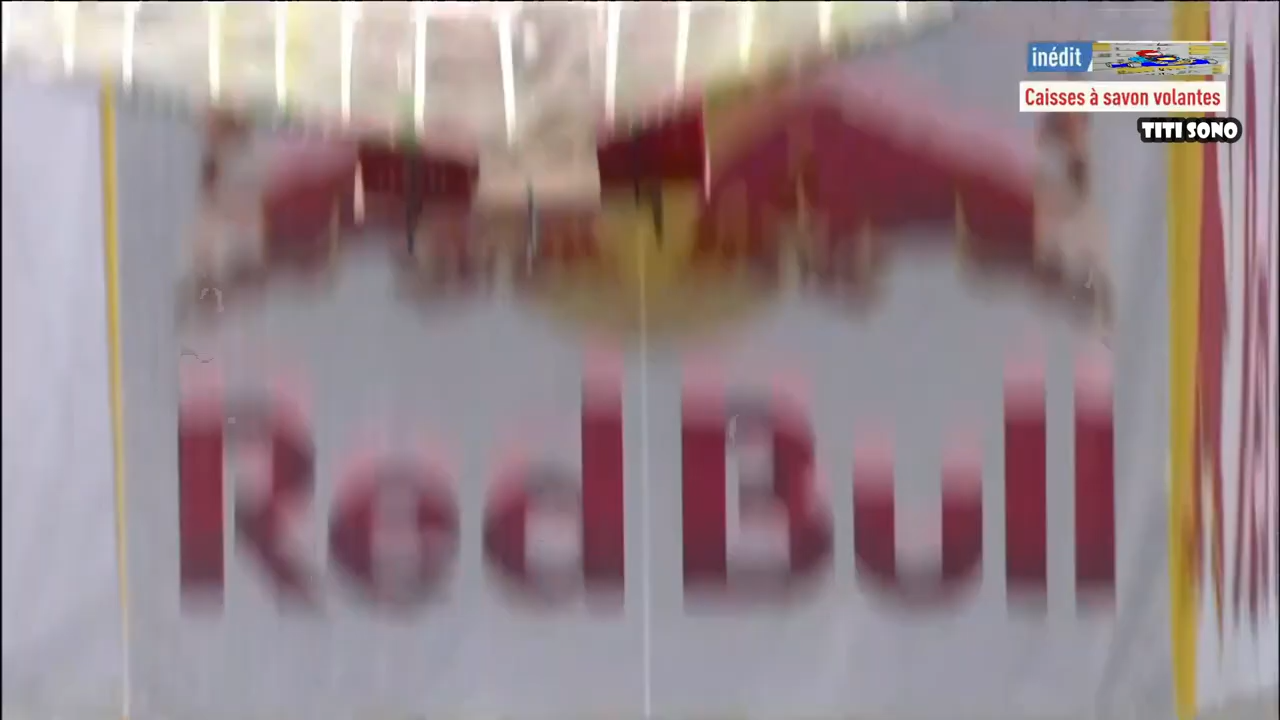 inédit
Caisses à savon volantes
TITI SONO
Red Bull